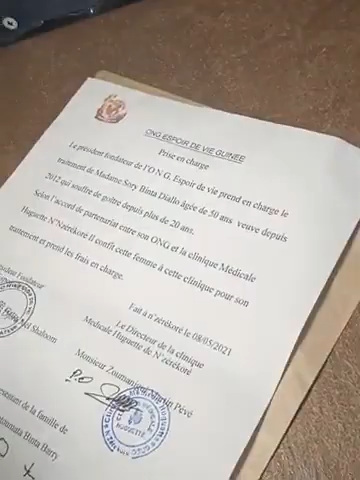 ONG ESPOIR DE VIE GUINEE
Prise en charge
Le président fondateur de l'O N G, Espoir de vie prend en charge le
traitement de Madame Sory Binta Diallo âgée de 50 ans veuve depuis
2012 qui souffre de goitre depuis plus de 20 ans.
Selon l'accord de partenariat entre son ONG et la clinique Médicale
Huguette N'Nzérékoré Il confit cette femme à cette clinique pour son
traitement et prend les frais en charge.
Fait à n'zérékoré le 08/05/2021
Fondateur
Le Directeur de la clinique
Medicale Huguette de N'zérékoré
Shaloom
Monsieur Pévé
P.O
HUGUETTE
de la famille de
Binta Barry